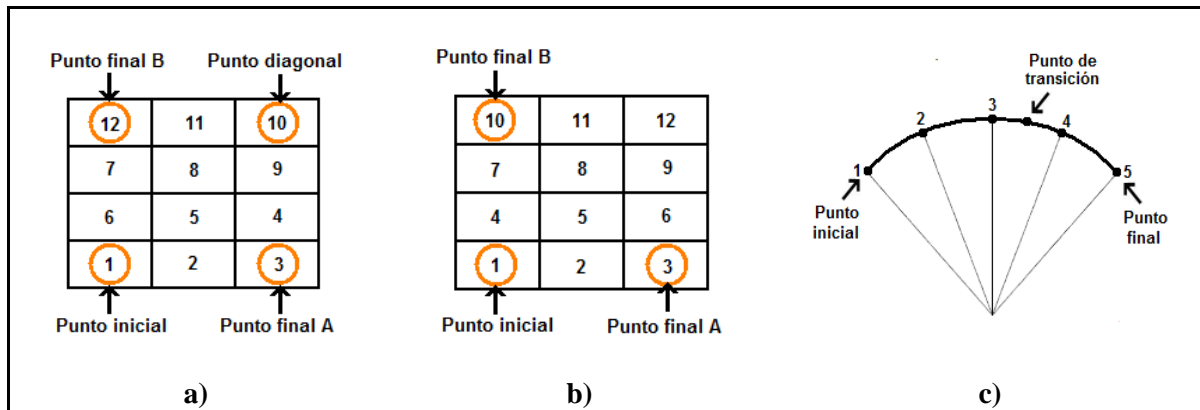 Punto final B Punto diagonal
12 11 10
7 8 9
6 5 4
1 2 3
Punto inicial Punto final A
a)
Punto final B
10 11 12
7 8 9
4 5 6
1 2 3
Punto inicial Punto final A
b)
Punto de
transición
3
2 4
1 5
Punto
inicial
Punto
final
c)